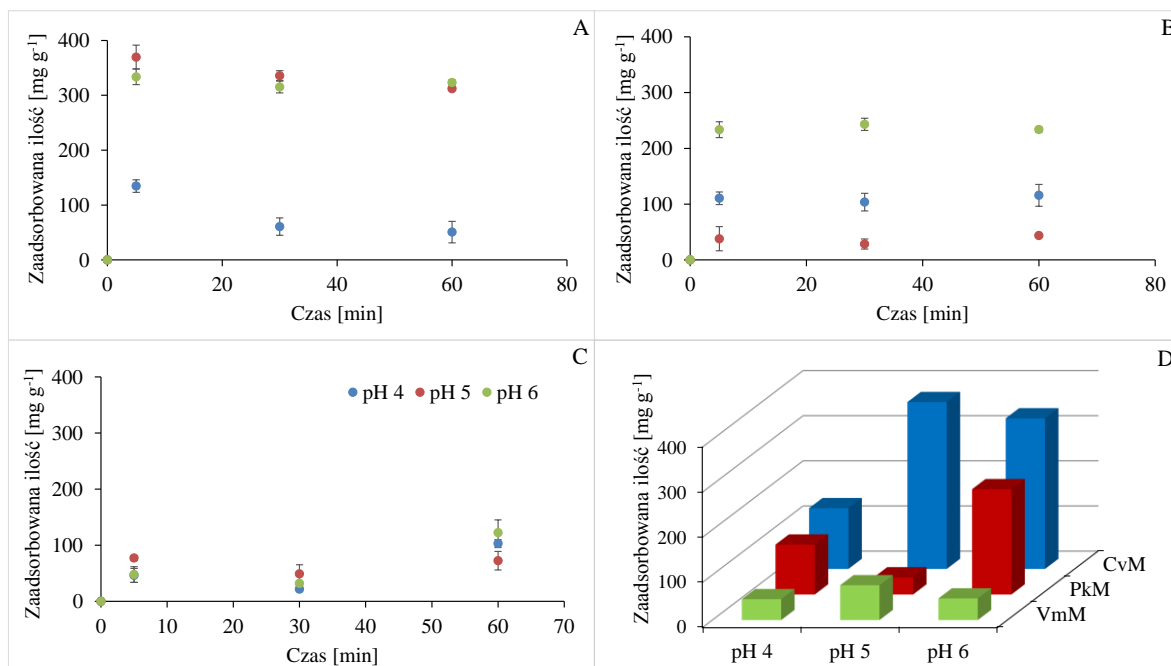 A
Zaadsorbowana ilość [mg g-1]
400
300
200
100
0
0 20 40 60 80
Czas [min]
B
Zaadsorbowana ilość [mg g-1]
400
300
200
100
0
0 20 40 60 80
Czas [min]
C
Zaadsorbowana ilość [mg g-1]
400
300
200
100
0
pH 4 pH 5 pH 6
0 10 20 30 40 50 60 70
Czas [min]
D
Zaadsorbowana ilość [mg g-1]
400
300
200
100
0
pH 4 pH 5 pH 6
CvM
PkM
VmM